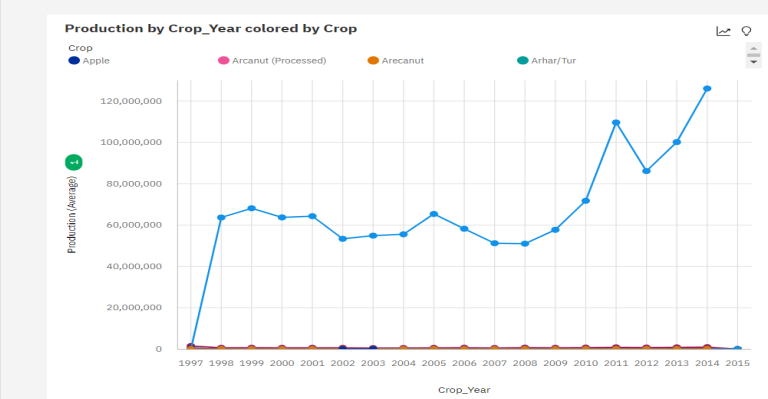 Production by Crop_Year colored by Crop
Crop
Apple Arcanut (Processed) Arecanut Arhar/Tur
120,000,000
100,000,000
80,000,000
60,000,000
40,000,000
20,000,000
0
Production (Average)
1997 1998 1999 2000 2001 2002 2003 2004 2005 2006 2007 2008 2009 2010 2011 2012 2013 2014 2015
Crop_Year